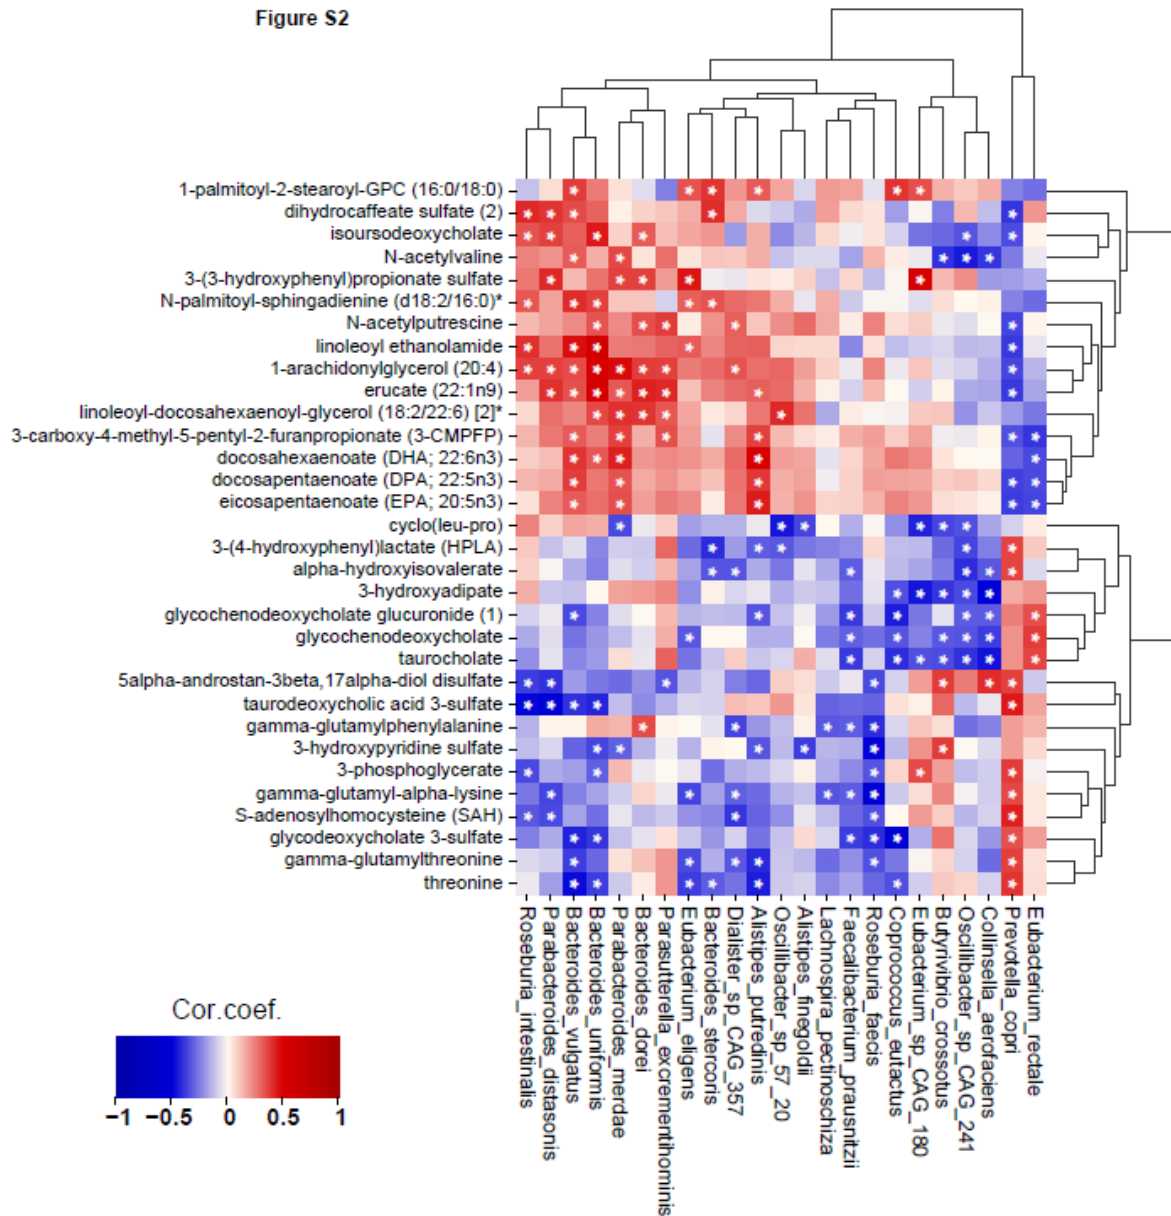 Figure S2
1-palmitoyl-2-stearoyl-GPC (16:0/18:0)
dihydrocaffeate sulfate (2)
isoursodeoxycholate
N-acetylvaline
3-(3-hydroxyphenyl)propionate sulfate
N-palmitoyl-sphingadienine (d18:2/16:0)*
N-acetylputrescine
linoleoyl ethanolamide
1-arachidonylglycerol (20:4)
erucate (22:1n9)
linoleoyl-docosahexaenoyl-glycerol (18:2/22:6) [2]*
3-carboxy-4-methyl-5-pentyl-2-furanpropionate (3-CMPFP)
docosahexaenoate (DHA; 22:6n3)
docosapentaenoate (DPA; 22:5n3)
eicosapentaenoate (EPA; 20:5n3)
cyclo(leu-pro)
3-(4-hydroxyphenyl)lactate (HPLA)
alpha-hydroxyisovalerate
3-hydroxyadipate
glycochenodeoxycholate glucuronide (1)
glycochenodeoxycholate
taurocholate
5alpha-androstan-3beta,17alpha-diol disulfate
taurodeoxycholic acid 3-sulfate
gamma-glutamylphenylalanine
3-hydroxypyridine sulfate
3-phosphoglycerate
gamma-glutamyl-alpha-lysine
S-adenosylhomocysteine (SAH)
glycodeoxycholate 3-sulfate
gamma-glutamylthreonine
threonine
Roseburia_intestinalis
Parabacteroides_distasonis
Bacteroides_vulgatus
Bacteroides_uniformis
Parabacteroides_merdae
Bacteroides_dorei
Parasutterella_excrementihominis
Eubacterium_eligens
Bacteroides_stercoris
Dialister_sp_CAG_357
Alistipes_putredinis
Oscillibacter_sp_57_20
Alistipes_finegoldii
Lachnospira_pectinoschiza
Faecalibacterium_prausnitzii
Roseburia_faecis
Coprococcus_eutactus
Eubacterium_sp_CAG_180
Butyrivibrio_crossotus
Oscillibacter_sp_CAG_241
Collinsella_aerofaciens
Prevotella_copri
Eubacterium_rectale
Cor.coef.
−1 −0.5 0 0.5 1